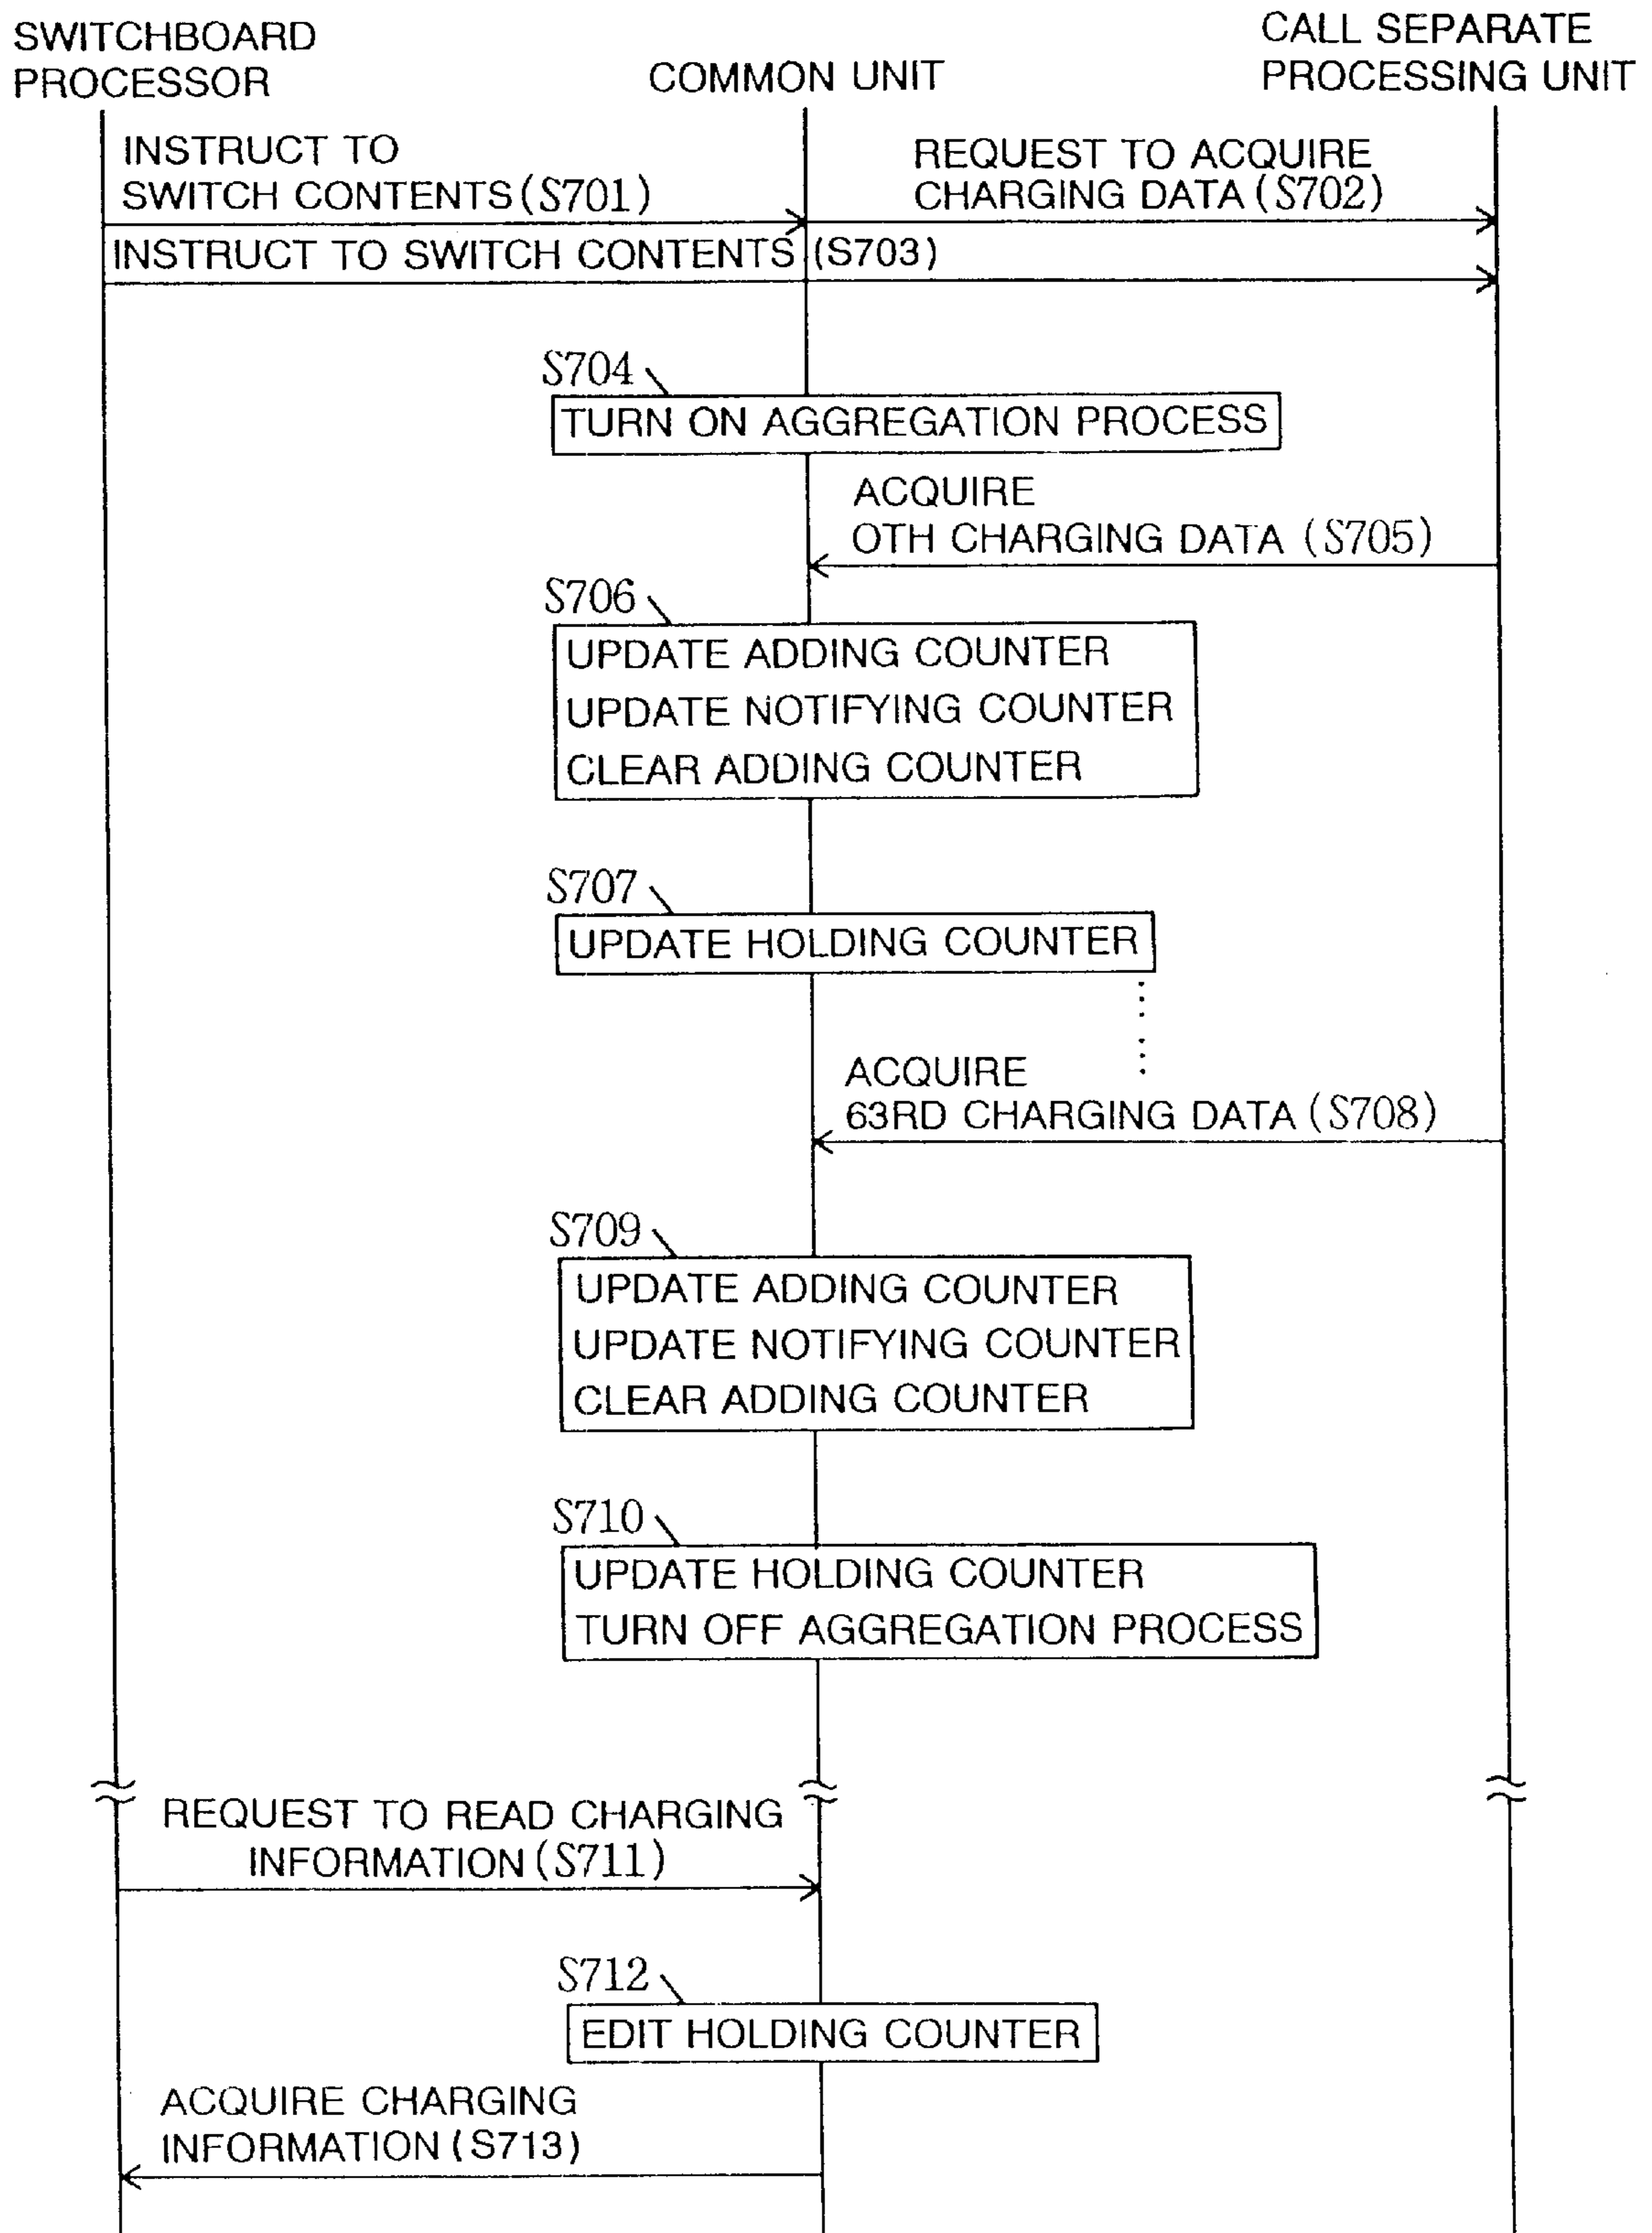 SWITCHBOARD
PROCESSOR
COMMON UNIT
CALL SEPARATE
PROCESSING UNIT
INSTRUCT TO
SWITCH CONTENTS (S701)
REQUEST TO ACQUIRE
CHARGING DATA (S702)
INSTRUCT TO SWITCH CONTENTS (S703)
S704
TURN ON AGGREGATION PROCESS
ACQUIRE
OTH CHARGING DATA (S705)
S706
UPDATE ADDING COUNTER
UPDATE NOTIFYING COUNTER
CLEAR ADDING COUNTER
S707
UPDATE HOLDING COUNTER
ACQUIRE
63RD CHARGING DATA (S708)
S709
UPDATE ADDING COUNTER
UPDATE NOTIFYING COUNTER
CLEAR ADDING COUNTER
S710
UPDATE HOLDING COUNTER
TURN OFF AGGREGATION PROCESS
REQUEST TO READ CHARGING
INFORMATION (S711)
S712
EDIT HOLDING COUNTER
ACQUIRE CHARGING
INFORMATION (S713)